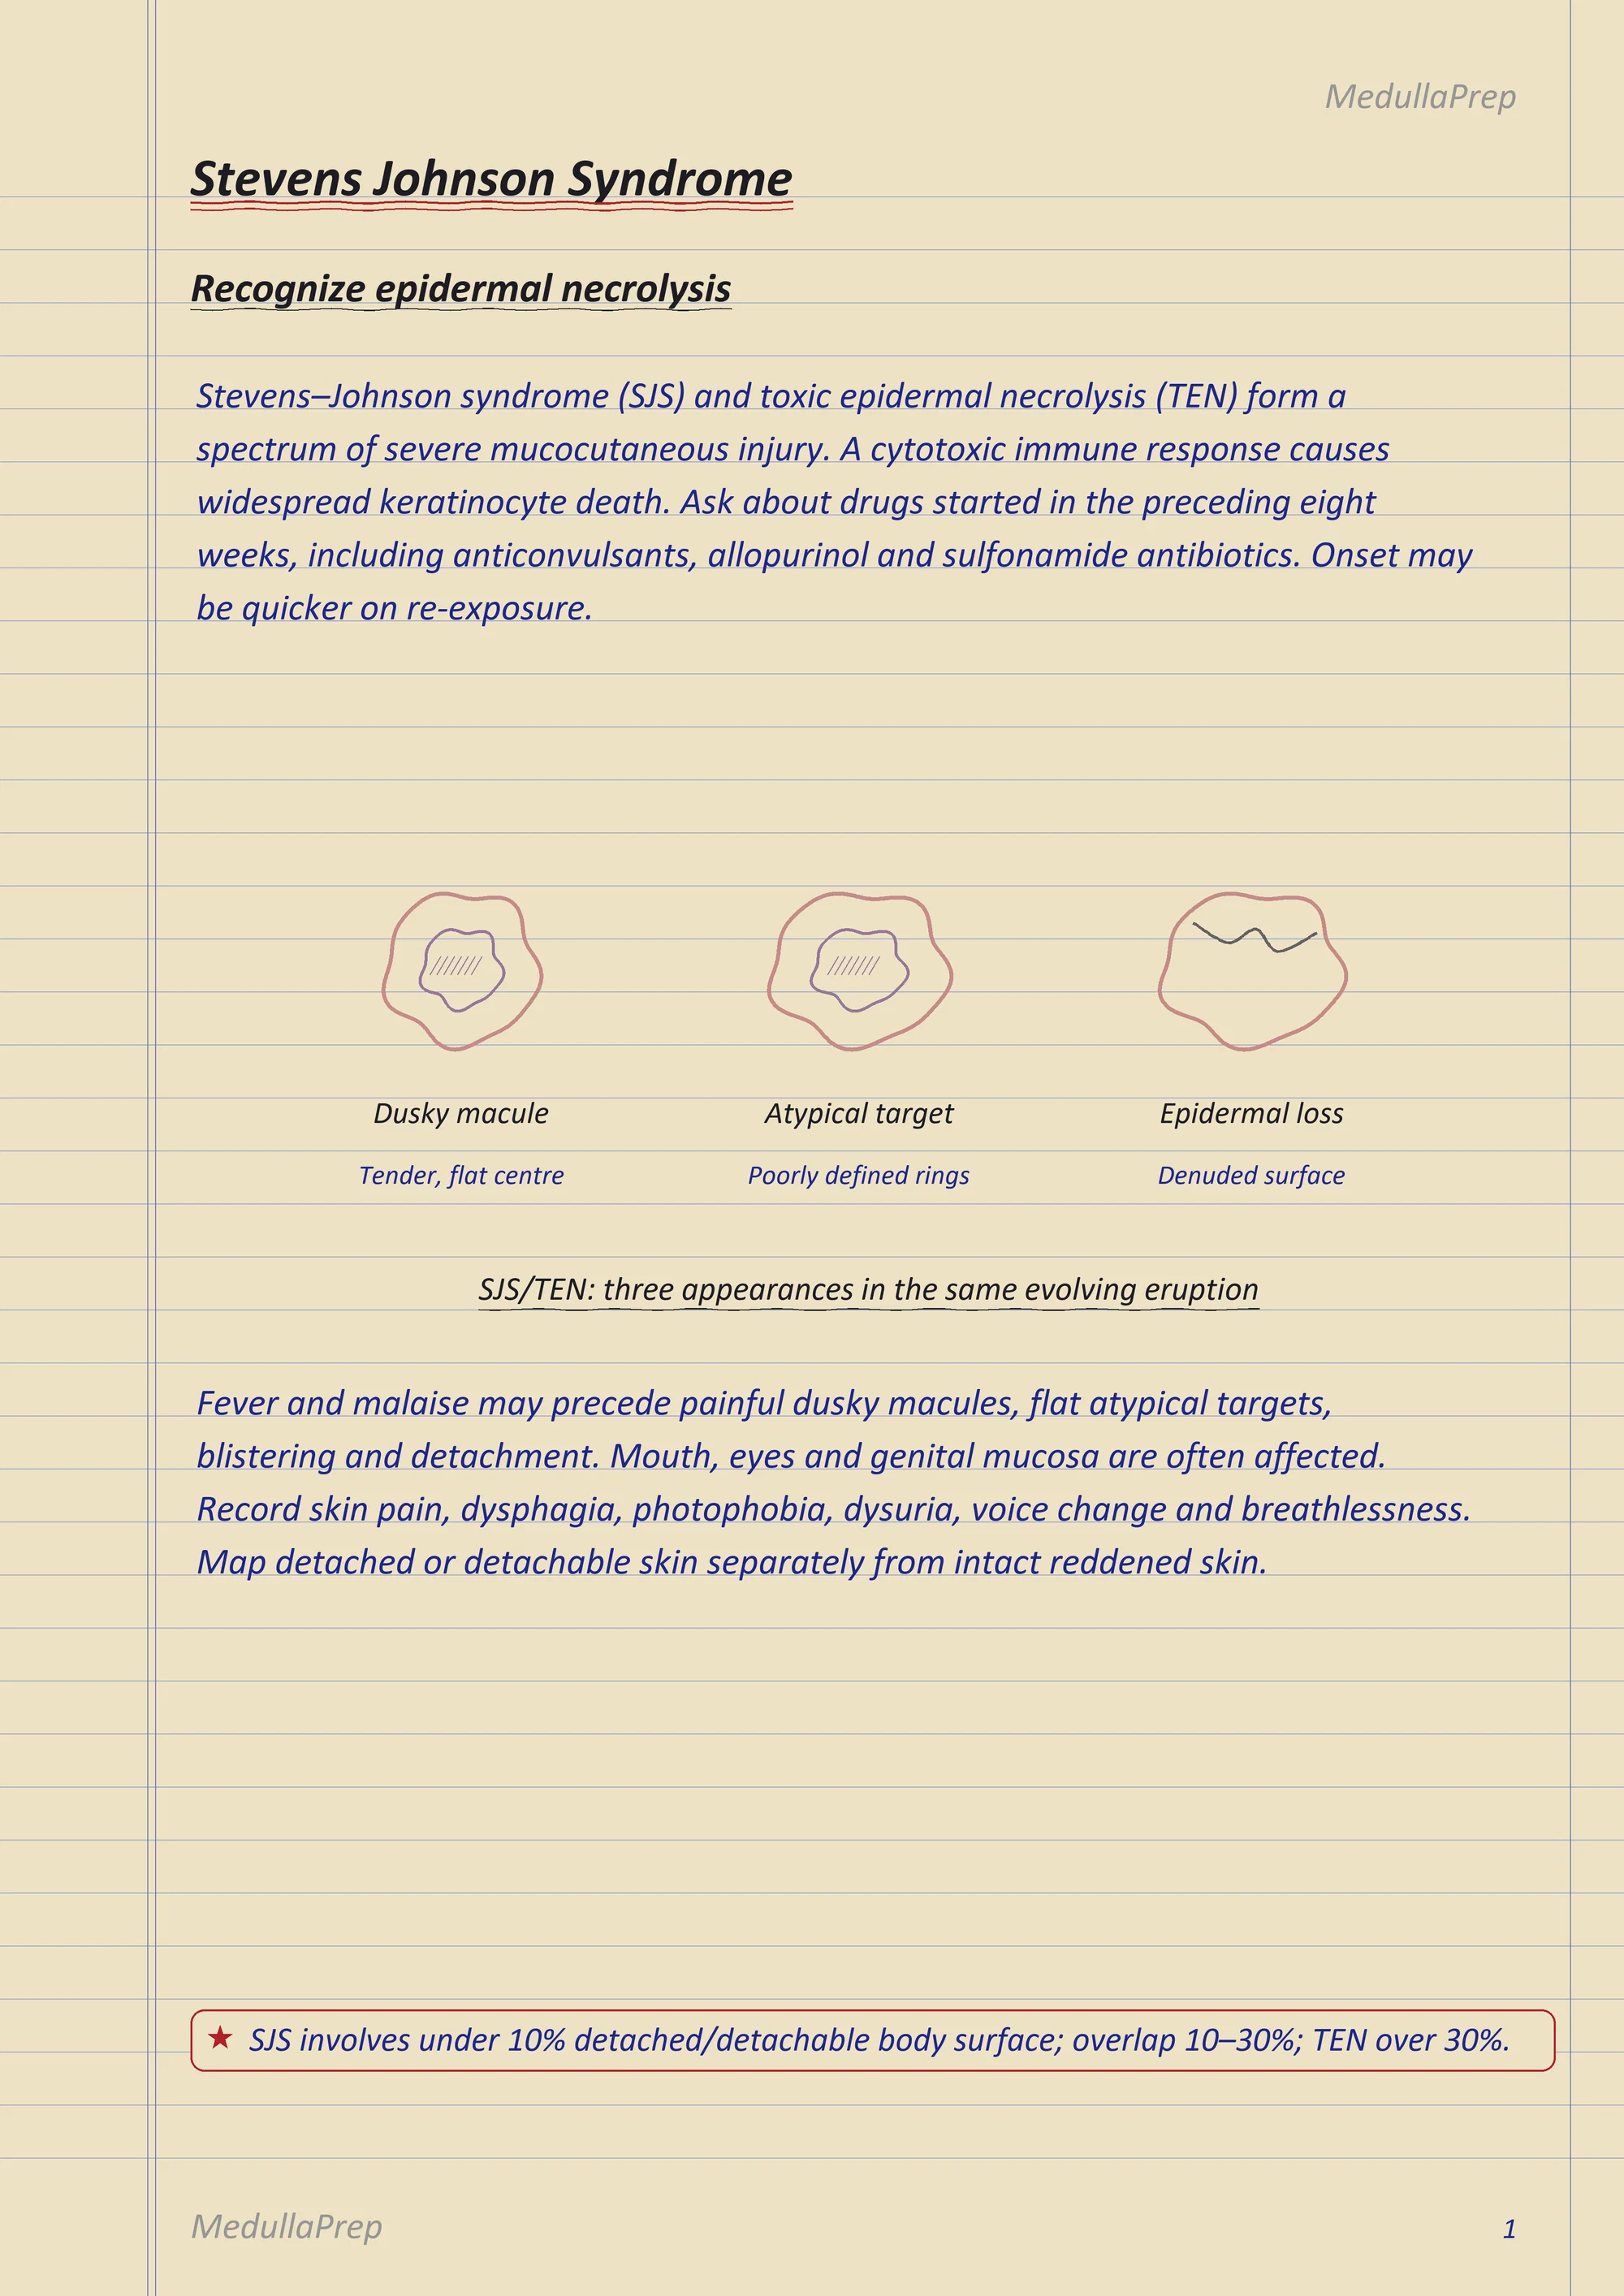 MedullaPrep
Stevens Johnson Syndrome
Recognize epidermal necrolysis
Stevens–Johnson syndrome (SJS) and toxic epidermal necrolysis (TEN) form a
spectrum of severe mucocutaneous injury. A cytotoxic immune response causes
widespread keratinocyte death. Ask about drugs started in the preceding eight
weeks, including anticonvulsants, allopurinol and sulfonamide antibiotics. Onset may
be quicker on re-exposure.
Dusky macule
Tender, flat centre
Atypical target
Poorly defined rings
Epidermal loss
Denuded surface
SJS/TEN: three appearances in the same evolving eruption
Fever and malaise may precede painful dusky macules, flat atypical targets,
blistering and detachment. Mouth, eyes and genital mucosa are often affected.
Record skin pain, dysphagia, photophobia, dysuria, voice change and breathlessness.
Map detached or detachable skin separately from intact reddened skin.
★ SJS involves under 10% detached/detachable body surface; overlap 10–30%; TEN over 30%.
MedullaPrep
1